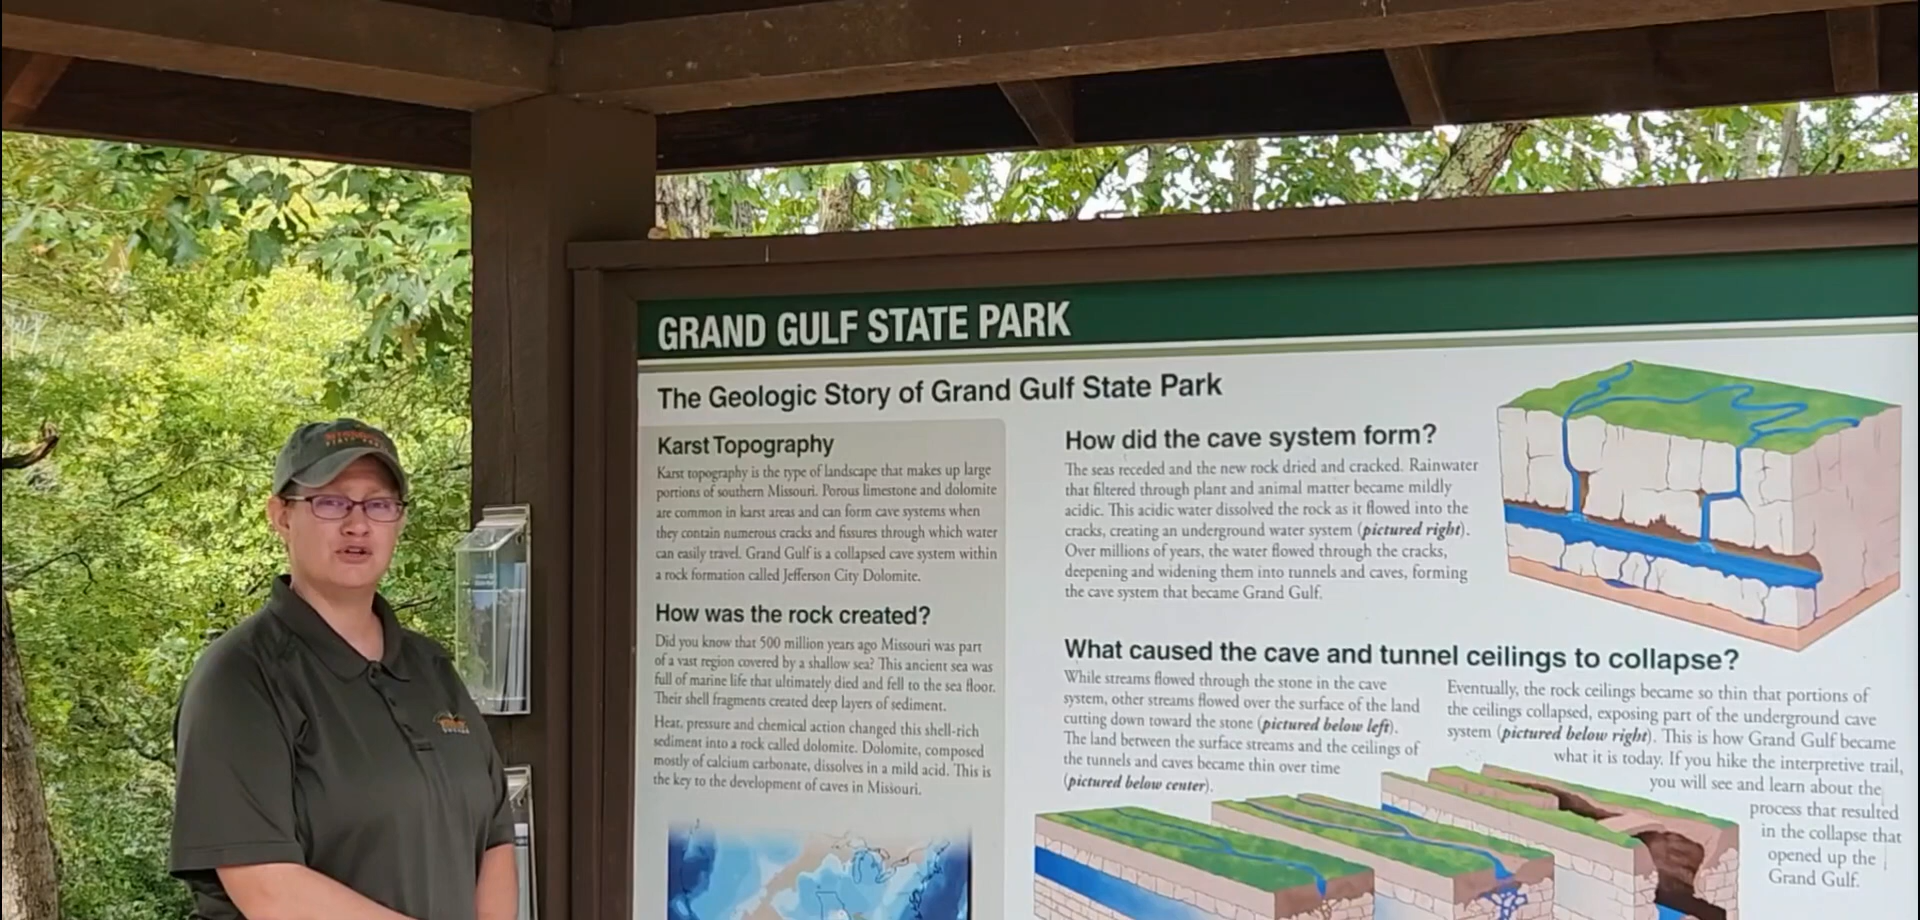 GRAND GULF STATE PARK
The Geologic Story of Grand Gulf State Park
Karst Topography
Karst topography is the type of landscape that makes up large
portions of southern Missouri. Porous limestone and dolomite
are common in karst areas and can form cave systems when
they contain numerous cracks and fissures through which water
can easily travel. Grand Gulf is a collapsed cave system within
a rock formation called Jefferson City Dolomite.
How was the rock created?
Did you know that 500 million years ago Missouri was part
of a vast region covered by a shallow sea? This ancient sea was
full of marine life that ultimately died and fell to the sea floor.
Their shell fragments created deep layers of sediment.
Heat, pressure and chemical action changed this shell-rich
sediment into a rock called dolomite. Dolomite, composed
mostly of calcium carbonate, dissolves in a mild acid. This is
the key to the development of caves in Missouri.
How did the cave system form?
The seas receded and the new rock dried and cracked. Rainwater
that filtered through plant and animal matter became mildly
acidic. This acidic water dissolved the rock as it flowed into the
cracks, creating an underground water system (pictured right).
Over millions of years, the water flowed through the cracks,
deepening and widening them into tunnels and caves, forming
the cave system that became Grand Gulf.
What caused the cave and tunnel ceilings to collapse?
While streams flowed through the stone in the cave
system, other streams flowed over the surface of the land
cutting down toward the stone (pictured below left).
The land between the surface streams and the ceilings of
the tunnels and caves became thin over time
(pictured below center).
Eventually, the rock ceilings became so thin that portions of
the ceilings collapsed, exposing part of the underground cave
system (pictured below right). This is how Grand Gulf became
what it is today. If you hike the interpretive trail,
you will see and learn about the
process that resulted
in the collapse that
opened up the
Grand Gulf.